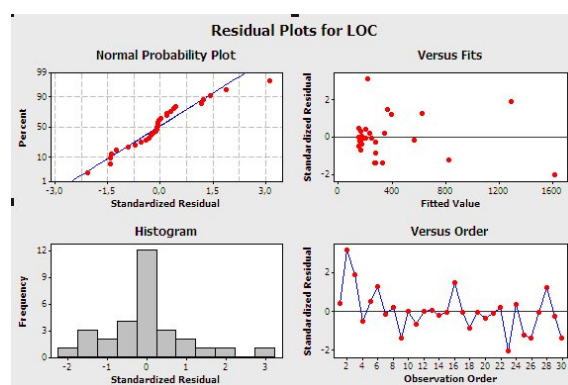 Residual Plots for LOC
Normal Probability Plot
Versus Fits
99
90
50
10
1
Percent
-3.0 -1.5 0.0 1.5 3.0
Standardized Residual
2
0
-2
Standardized Residual
0 400 800 1200 1600
Fitted Value
Histogram
Versus Order
12
9
6
3
0
Frequency
-2 -1 0 1 2 3
Standardized Residual
2
0
-2
Standardized Residual
2 4 6 8 10 12 14 16 18 20 22 24 26 28 30
Observation Order